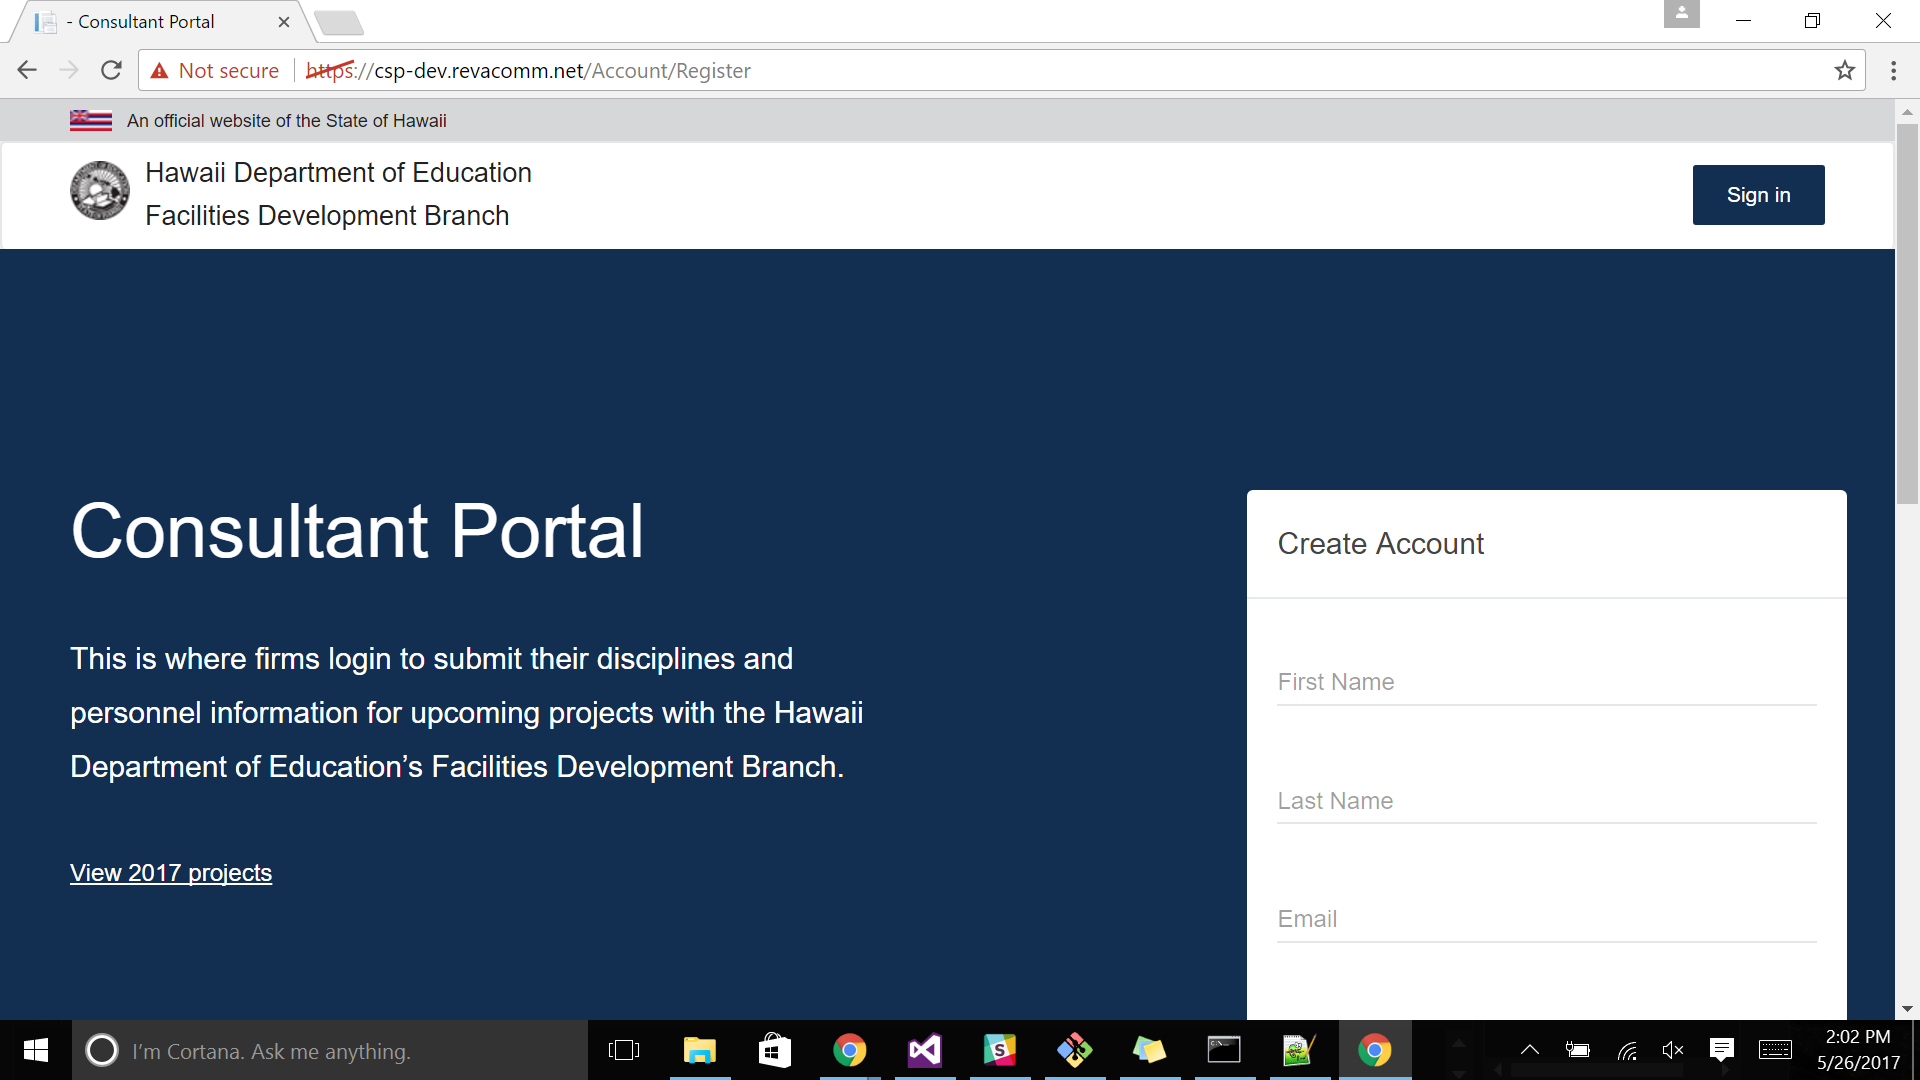 - Consultant Portal
Not secure https://csp-dev.revacomm.net/Account/Register
An official website of the State of Hawaii
Hawaii Department of Education
Facilities Development Branch
Sign in
Consultant Portal
This is where firms login to submit their disciplines and
personnel information for upcoming projects with the Hawaii
Department of Education’s Facilities Development Branch.
View 2017 projects
Create Account
First Name
Last Name
Email
I'm Cortana. Ask me anything.
2:02 PM
5/26/2017